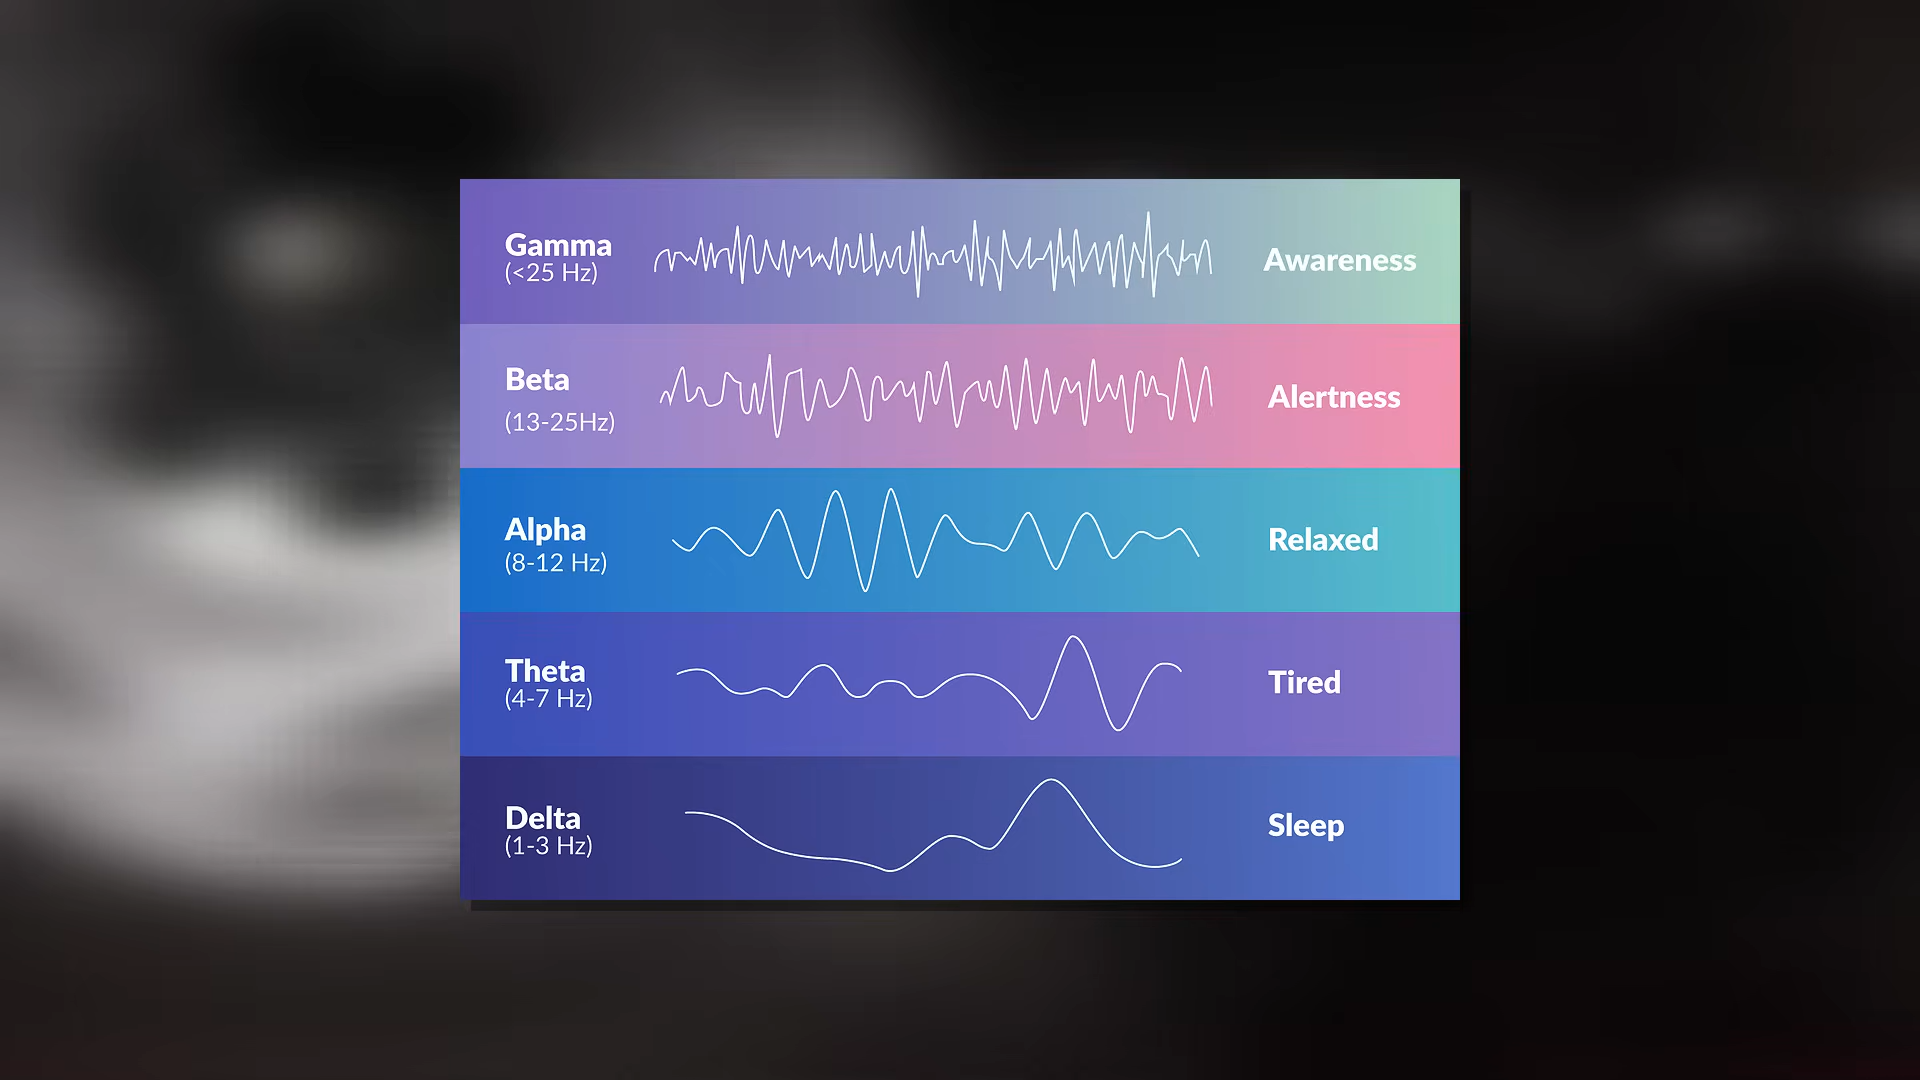 Gamma
(<25 Hz)
Awareness
Beta
(13-25Hz)
Alertness
Alpha
(8-12 Hz)
Relaxed
Theta
(4-7 Hz)
Tired
Delta
(1-3 Hz)
Sleep